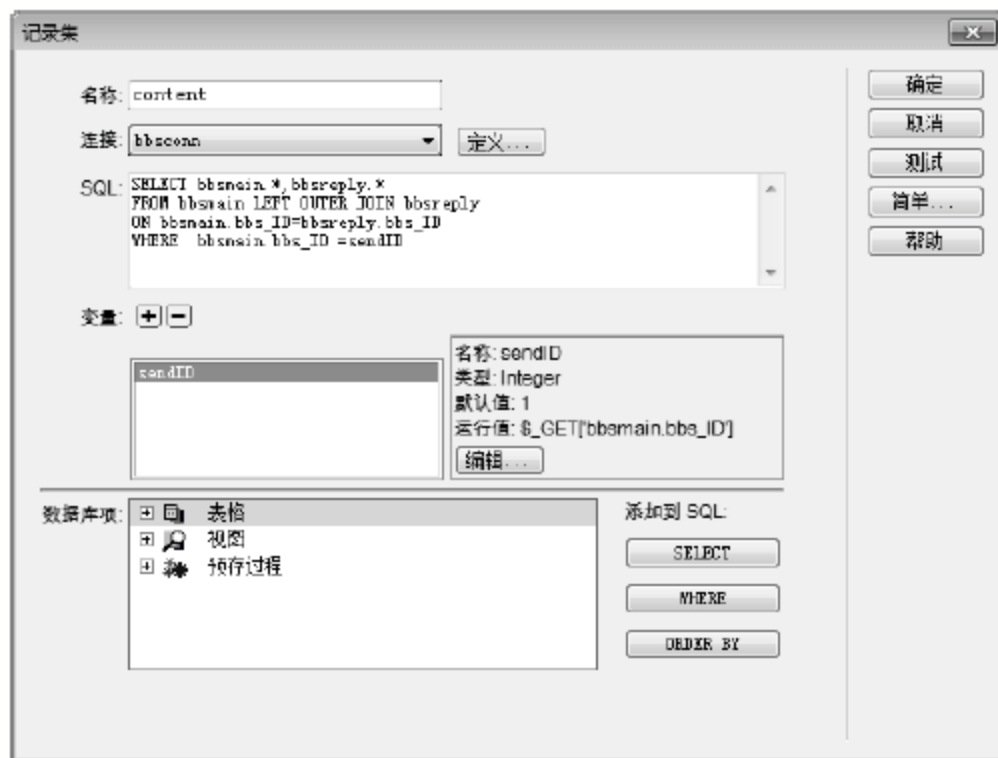 记录集
名称: content
确定
取消
连接: bbsconn
定义...
测试
SQL: SELECT bbsmain.*,bbsreply.*
FROM bbsmain LEFT OUTER JOIN bbsreply
ON bbsmain.bbs_ID=bbsreply.bbs_ID
WHERE bbsmain.bbs_ID =sendID
简单...
帮助
变量:
sendID
名称: sendID
类型: Integer
默认值: 1
运行值: $_GET['bbsmain.bbs_ID']
编辑...
数据库项:
表格
视图
预存过程
添加到 SQL:
SELECT
WHERE
ORDER BY